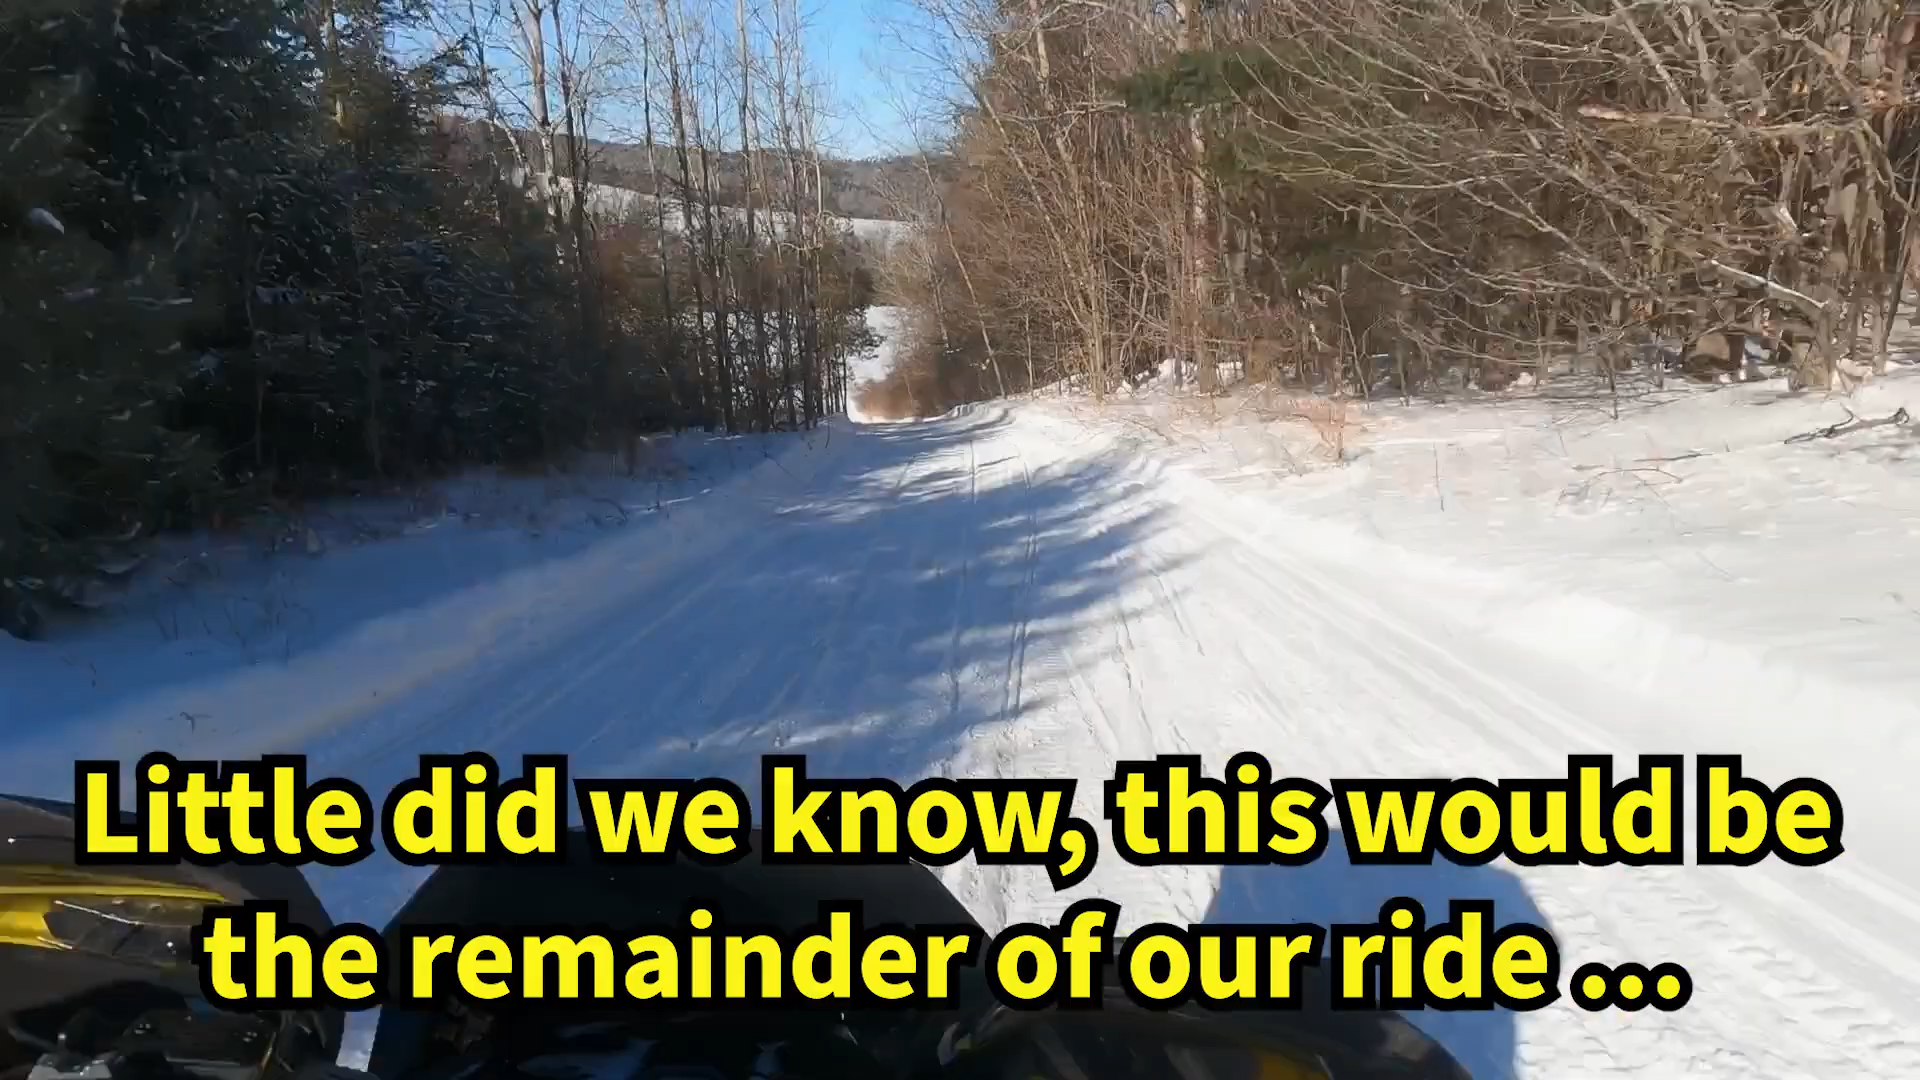 Little did we know, this would be
the remainder of our ride ...